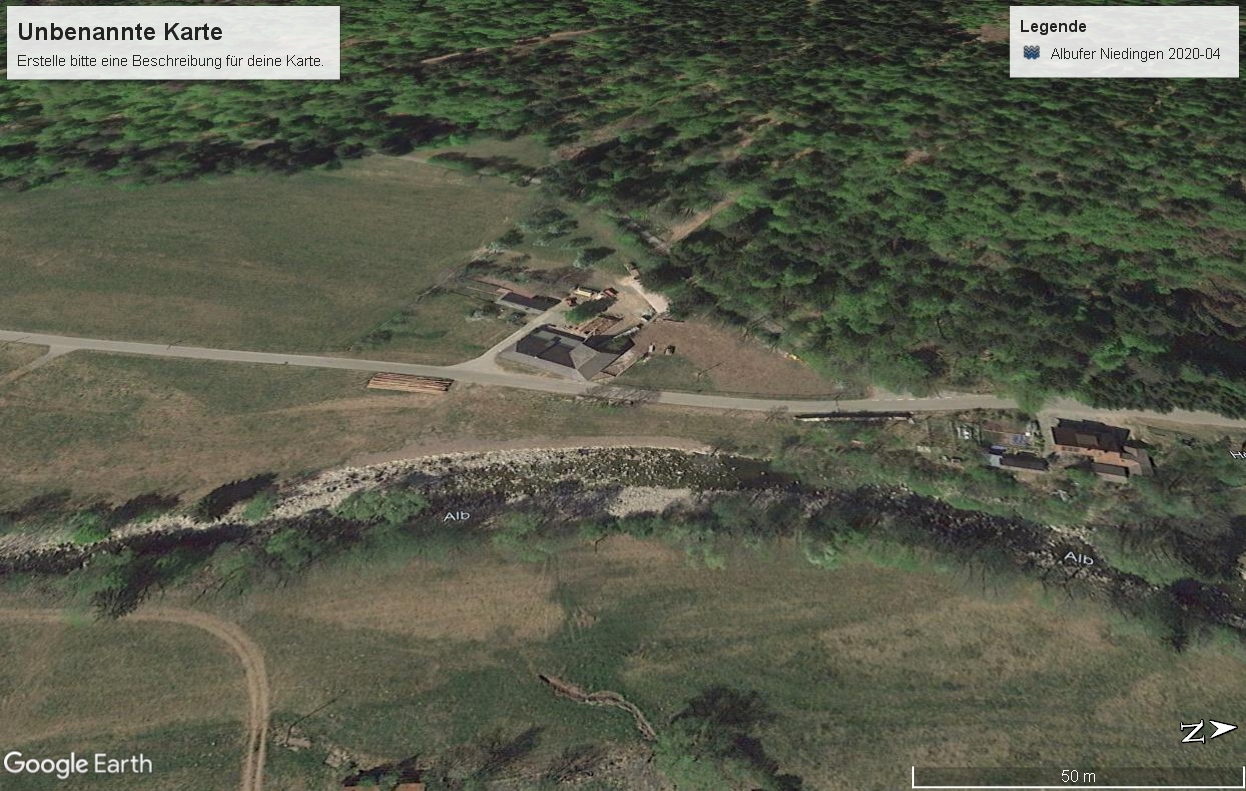 Unbenannte Karte
Erstelle bitte eine Beschreibung für deine Karte.
Legende
Albufer Niedingen 2020-04
Alb
Alb
N
Google Earth
50 m